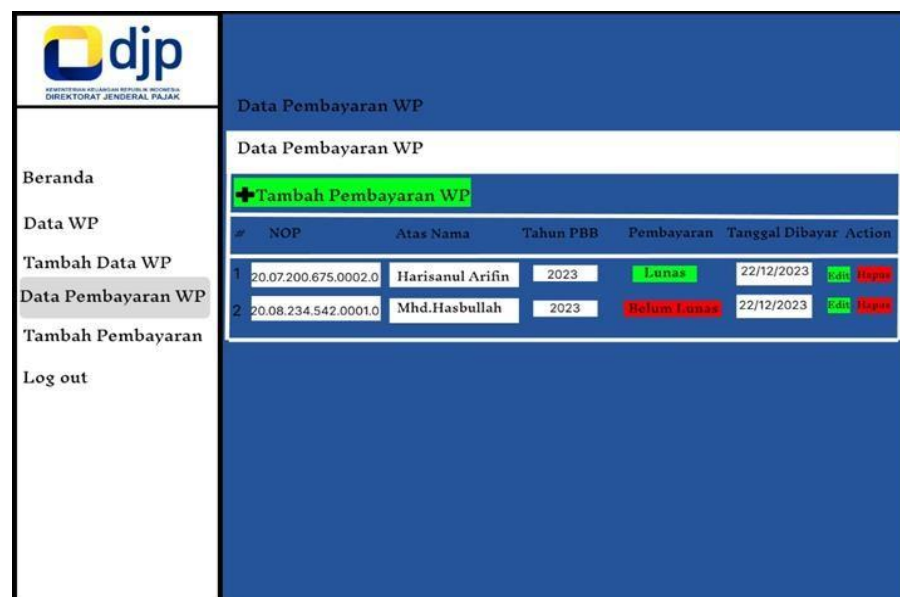 djp
KEMENTERIAN KEUANGAN REPUBLIK INDONESIA
DIREKTORAT JENDERAL PAJAK
Beranda
Data WP
Tambah Data WP
Data Pembayaran WP
Tambah Pembayaran
Log out
Data Pembayaran WP
Data Pembayaran WP
+Tambah Pembayaran WP
# NOP Atas Nama Tahun PBB Pembayaran Tanggal Dibayar Action
1 20.07.200.675.0002.0 Harisanul Arifin 2023 Lunas 22/12/2023 Edit Hapus
2 20.08.234.542.0001.0 Mhd.Hasbullah 2023 Belum Lunas 22/12/2023 Edit Hapus